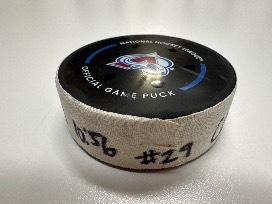 NATIONAL HOCKEY LEAGUE
OFFICIAL GAME PUCK
10:56 #29